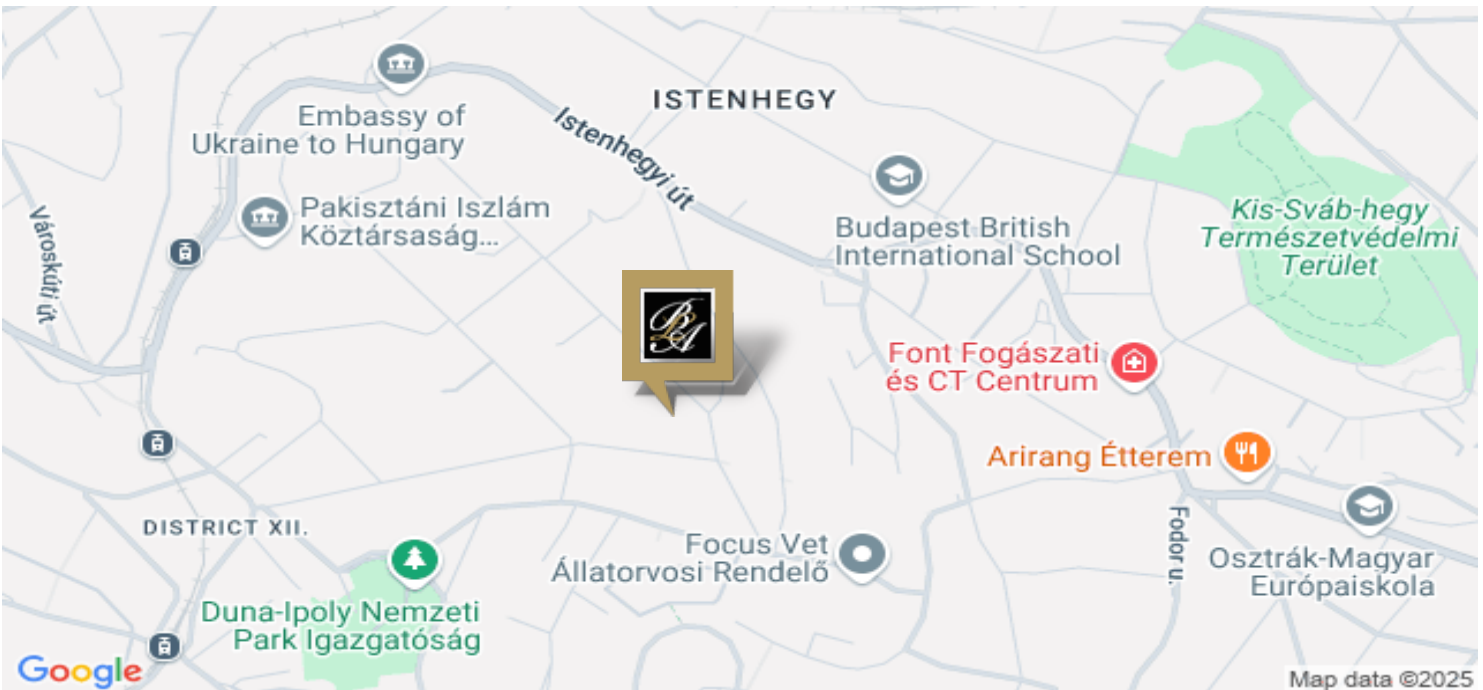 ISTENHEGY
Embassy of
Ukraine to Hungary
Istenhegyi út
Pakisztáni Iszlám
Köztársaság...
Városkúti út
Budapest British
International School
Kis-Sváb-hegy
Természetvédelmi
Terület
Font Fogászati
és CT Centrum
Arirang Étterem
DISTRICT XII.
Focus Vet
Állatorvosi Rendelő
Fodor u.
Osztrák-Magyar
Európaiskola
Duna-Ipoly Nemzeti
Park Igazgatóság
Google
Map data ©2025